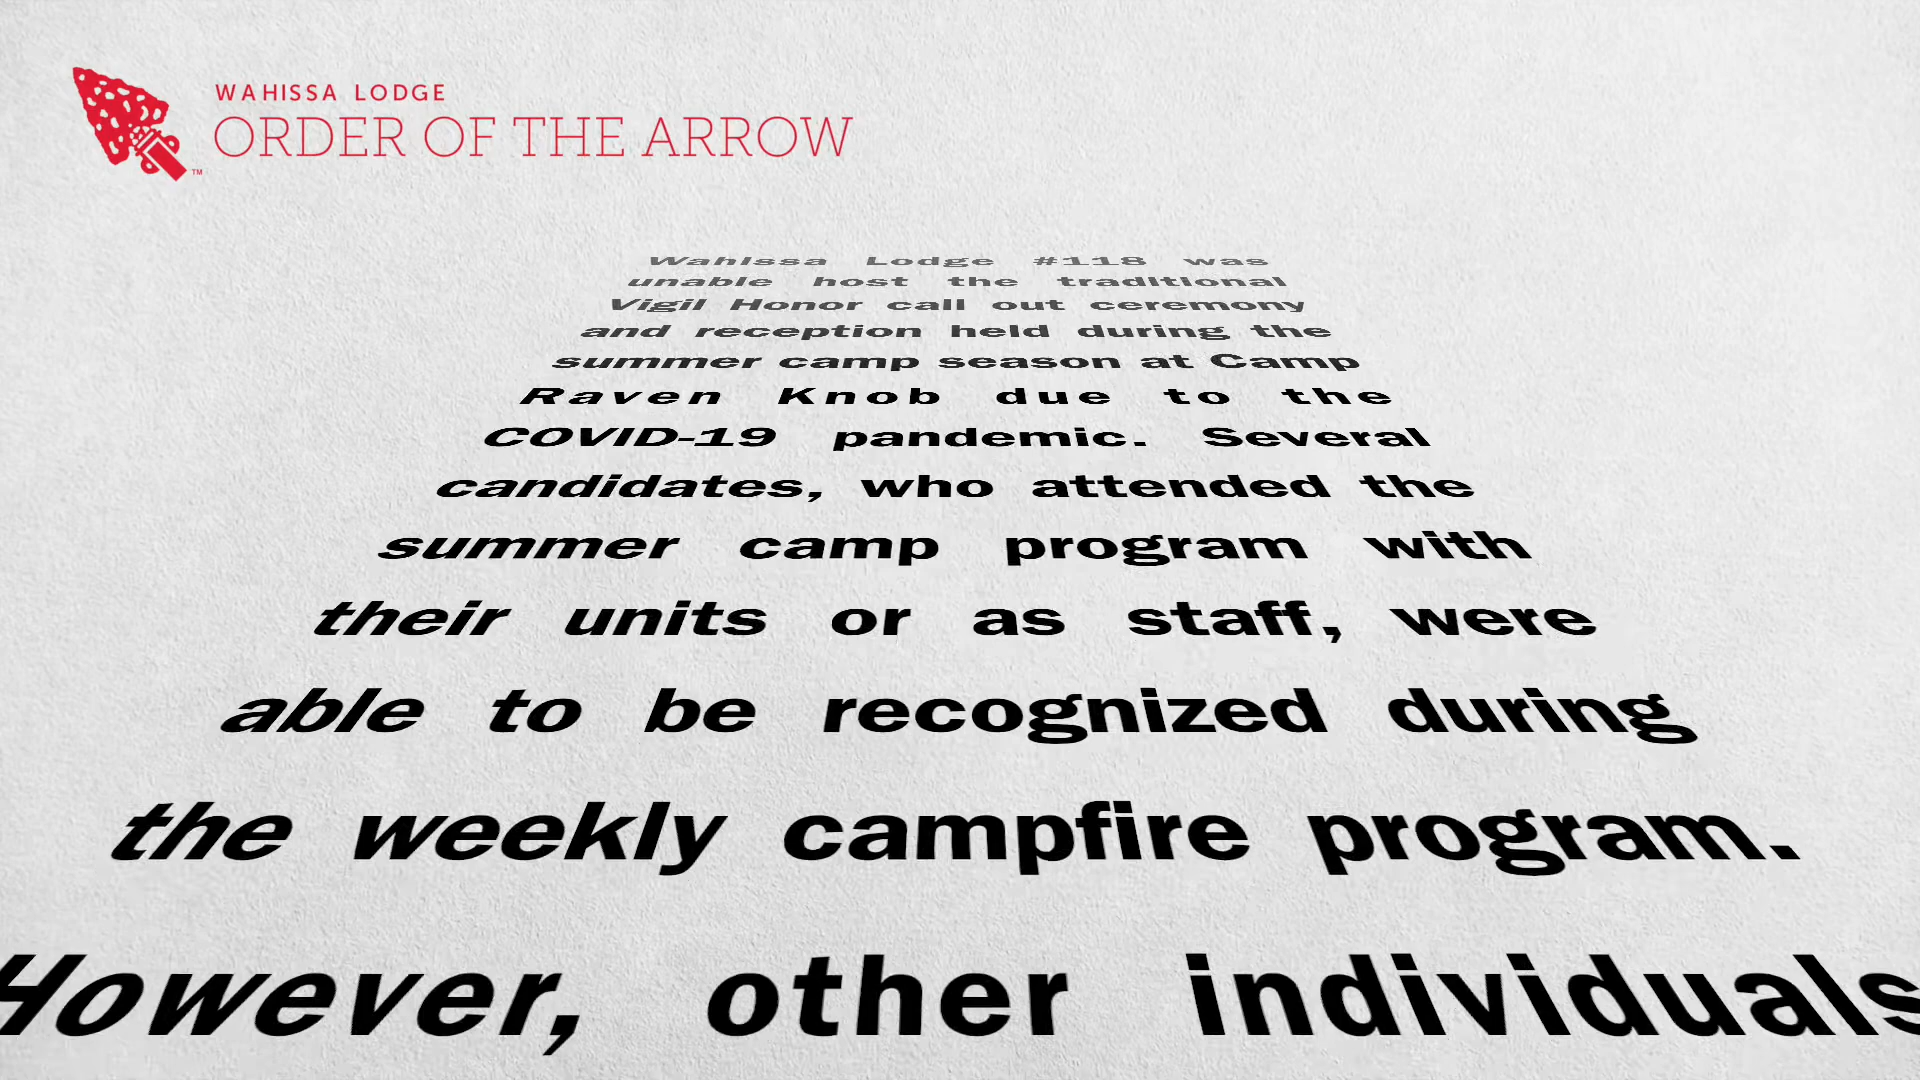 WAHISSA LODGE
ORDER OF THE ARROW
TM
Wahissa Lodge #118 was
unable host the traditional
Vigil Honor call out ceremony
and reception held during the
summer camp season at Camp
Raven Knob due to the
COVID-19 pandemic. Several
candidates, who attended the
summer camp program with
their units or as staff, were
able to be recognized during
the weekly campfire program.
However, other individuals